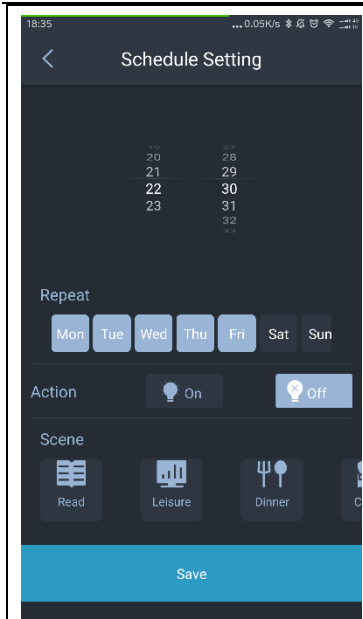 18:35 ... 0.05K/s
Schedule Setting
20 28
21 29
22 30
23 31
32
Repeat
Mon Tue Wed Thu Fri Sat Sun
Action On Off
Scene
Read Leisure Dinner C
Save